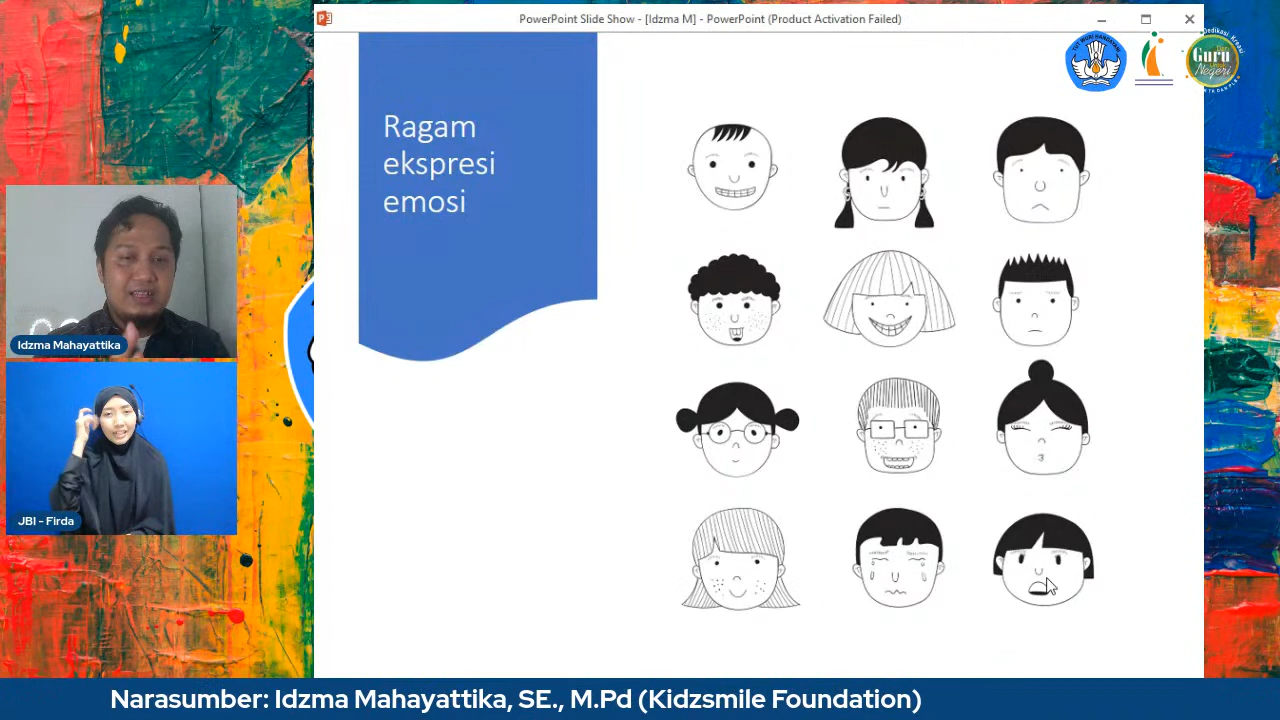 PowerPoint Slide Show - [Idzma M] - PowerPoint (Product Activation Failed)
Guru
Negeri
Ragam
ekspresi
emosi
Idzma Mahayattika
JBI - Firda
Narasumber: Idzma Mahayattika, SE., M.Pd (Kidzsmile Foundation)